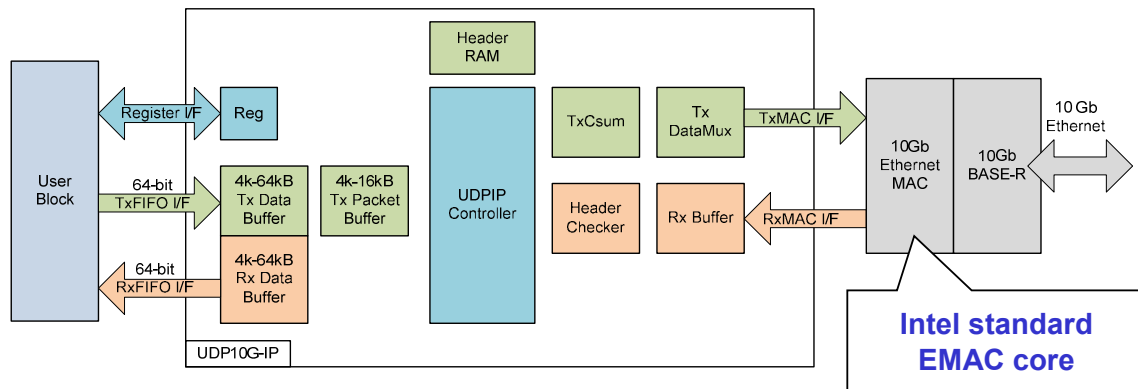 Header
RAM
User
Block
Register I/F
Reg
64-bit
TxFIFO I/F
4k-64kB
Tx Data
Buffer
4k-16kB
Tx Packet
Buffer
64-bit
RxFIFO I/F
4k-64kB
Rx Data
Buffer
UDPIP
Controller
TxCsum
Tx
DataMux
TxMAC I/F
Header
Checker
Rx Buffer
RxMAC I/F
10Gb
Ethernet
MAC
10Gb
BASE-R
10Gb
Ethernet
UDP10G-IP
Intel standard
EMAC core